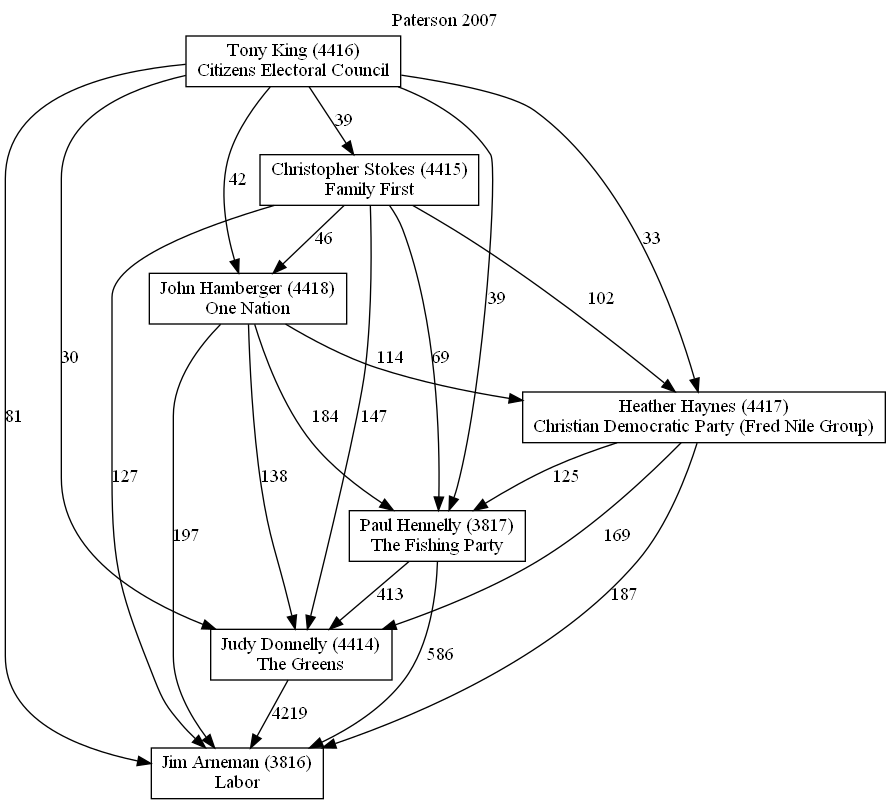 Paterson 2007
Tony King (4416)
Citizens Electoral Council
39
Christopher Stokes (4415)
Family First
42
46
33
John Hamberger (4418)
One Nation
102
39
30
69
114
81
184
147
Heather Haynes (4417)
Christian Democratic Party (Fred Nile Group)
127
138
125
197
Paul Hennelly (3817)
The Fishing Party
169
413
187
Judy Donnelly (4414)
The Greens
586
4219
Jim Arneman (3816)
Labor